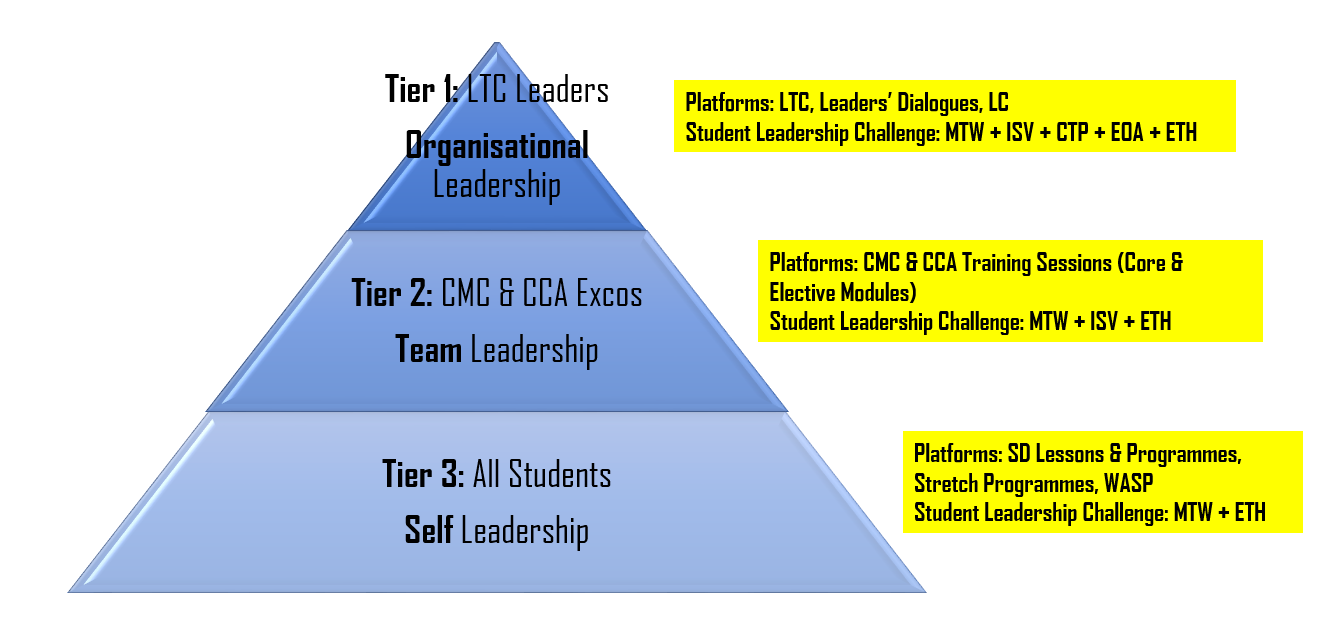 Tier 1: LTC Leaders
Organisational
Leadership
Platforms: LTC, Leaders’ Dialogues, LC
Student Leadership Challenge: MTW + ISV + CTP + EOA + ETH
Tier 2: CMC & CCA Excos
Team Leadership
Platforms: CMC & CCA Training Sessions (Core &
Elective Modules)
Student Leadership Challenge: MTW + ISV + ETH
Tier 3: All Students
Self Leadership
Platforms: SD Lessons & Programmes,
Stretch Programmes, WASP
Student Leadership Challenge: MTW + ETH